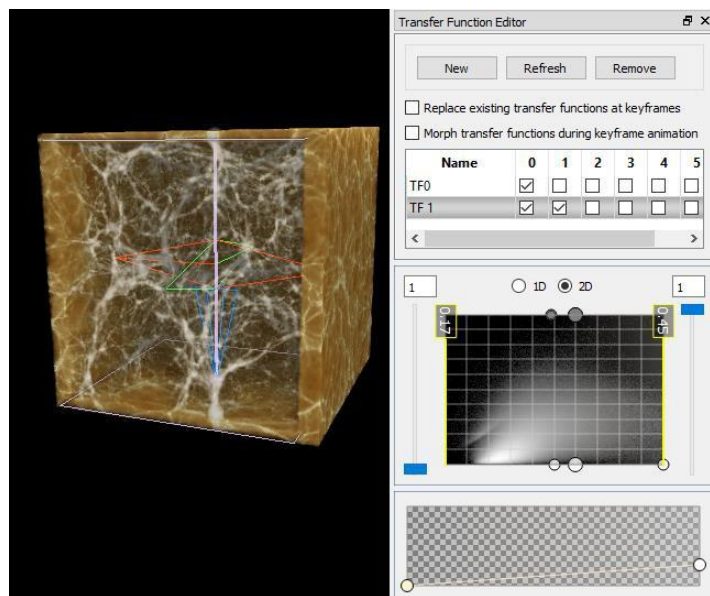 Transfer Function Editor
New Refresh Remove
Replace existing transfer functions at keyframes
Morph transfer functions during keyframe animation
Name 0 1 2 3 4 5
TF0
TF 1
1 1D 2D 1
0.17 0.45